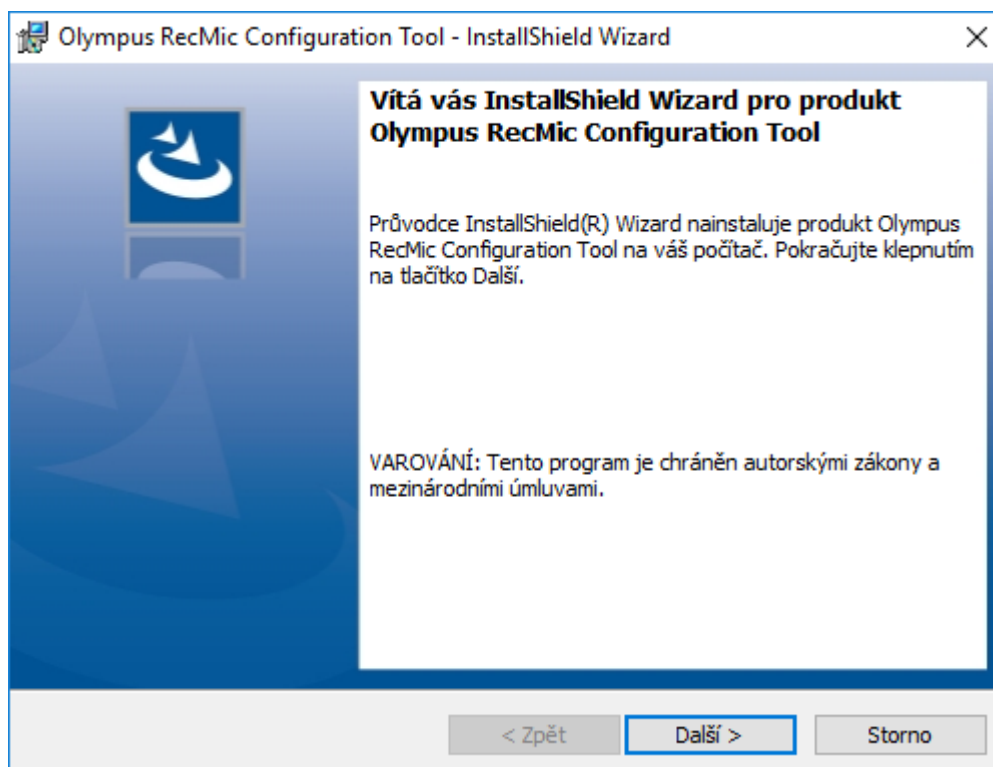 Olympus RecMic Configuration Tool - InstallShield Wizard
Vítá vás InstallShield Wizard pro produkt
Olympus RecMic Configuration Tool
Průvodce InstallShield(R) Wizard nainstaluje produkt Olympus
RecMic Configuration Tool na váš počítač. Pokračujte klepnutím
na tlačítko Další.
VAROVÁNÍ: Tento program je chráněn autorskými zákony a
mezinárodními úmluvami.
< Zpět
Další >
Storno